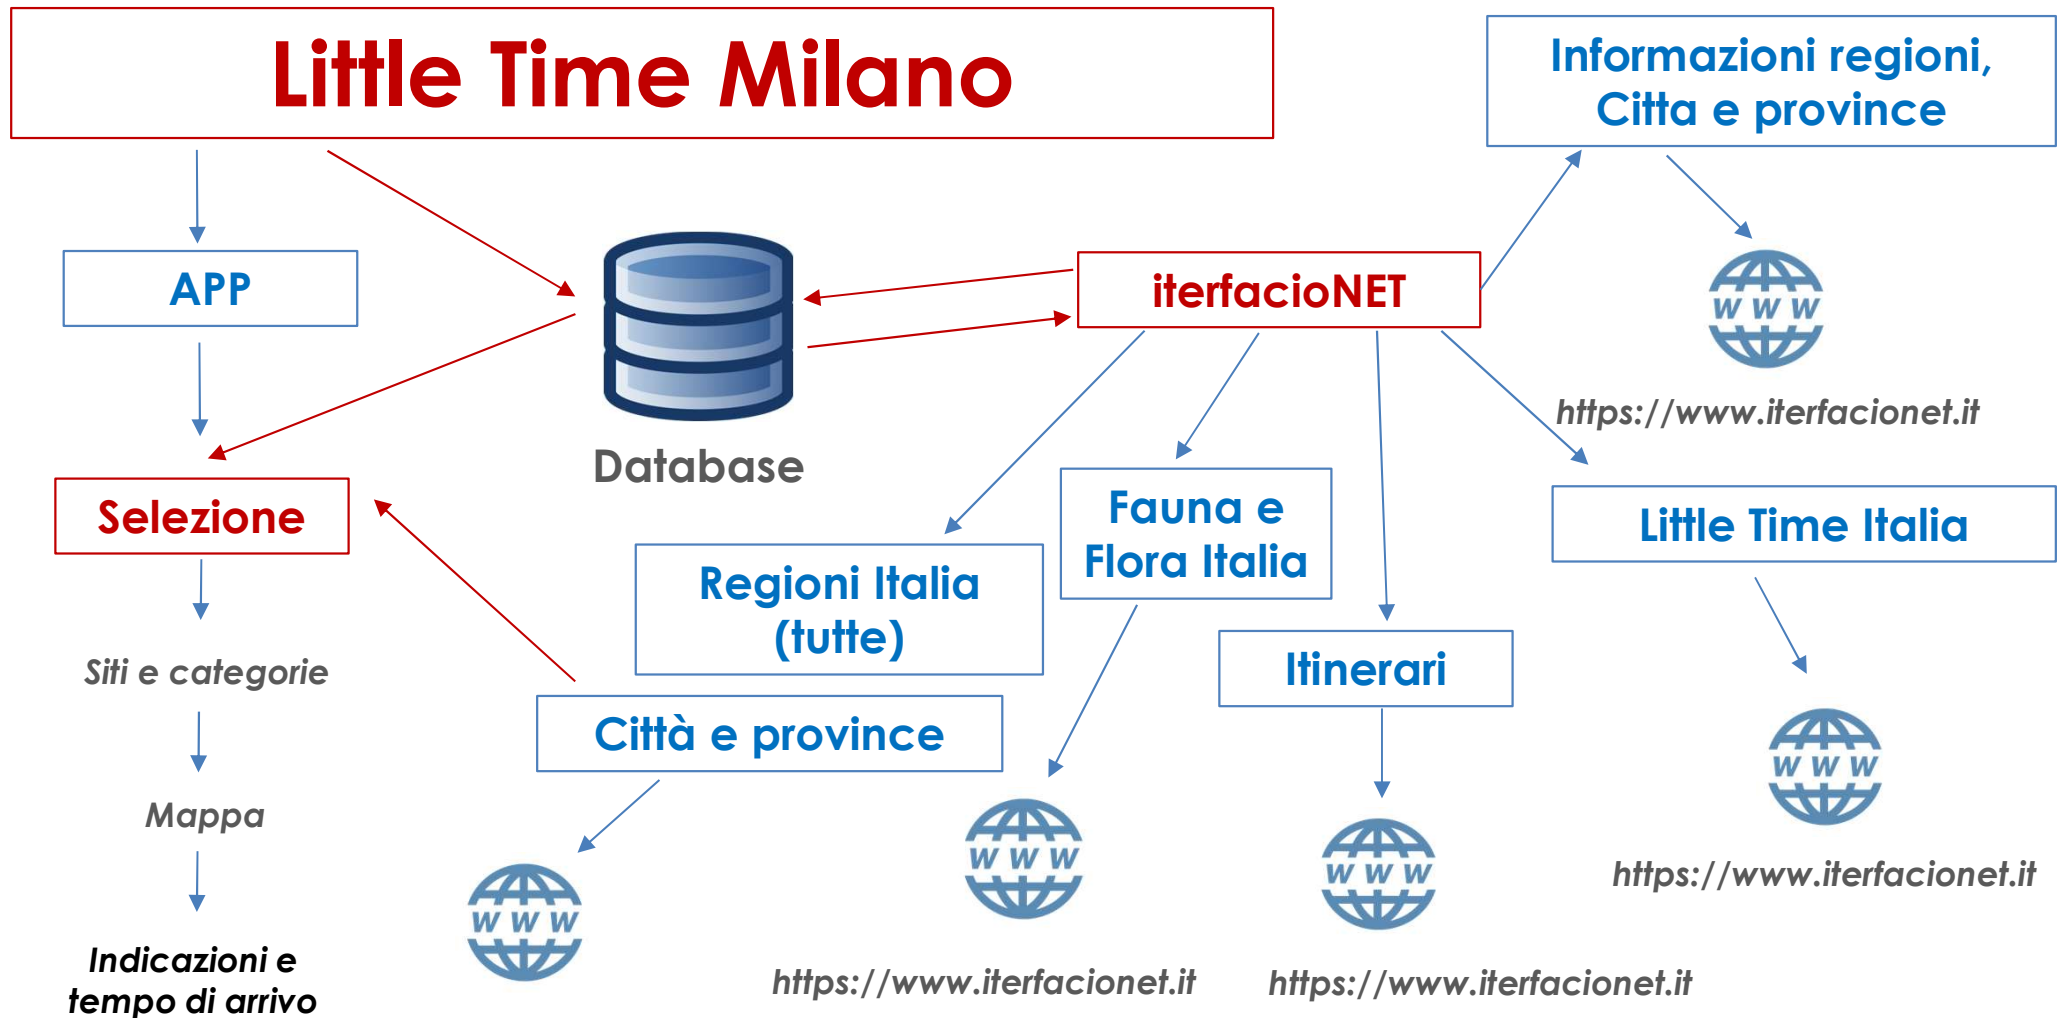 Little Time Milano
Informazioni regioni,
Citta e province
APP
iterfacioNET
W W W
https://www.iterfacionet.it
Database
Selezione
Fauna e
Flora Italia
Little Time Italia
Regioni Italia
(tutte)
Siti e categorie
Itinerari
Città e province
W W W
Mappa
W W W
W W W
https://www.iterfacionet.it
W W W
Indicazioni e
tempo di arrivo
https://www.iterfacionet.it
https://www.iterfacionet.it